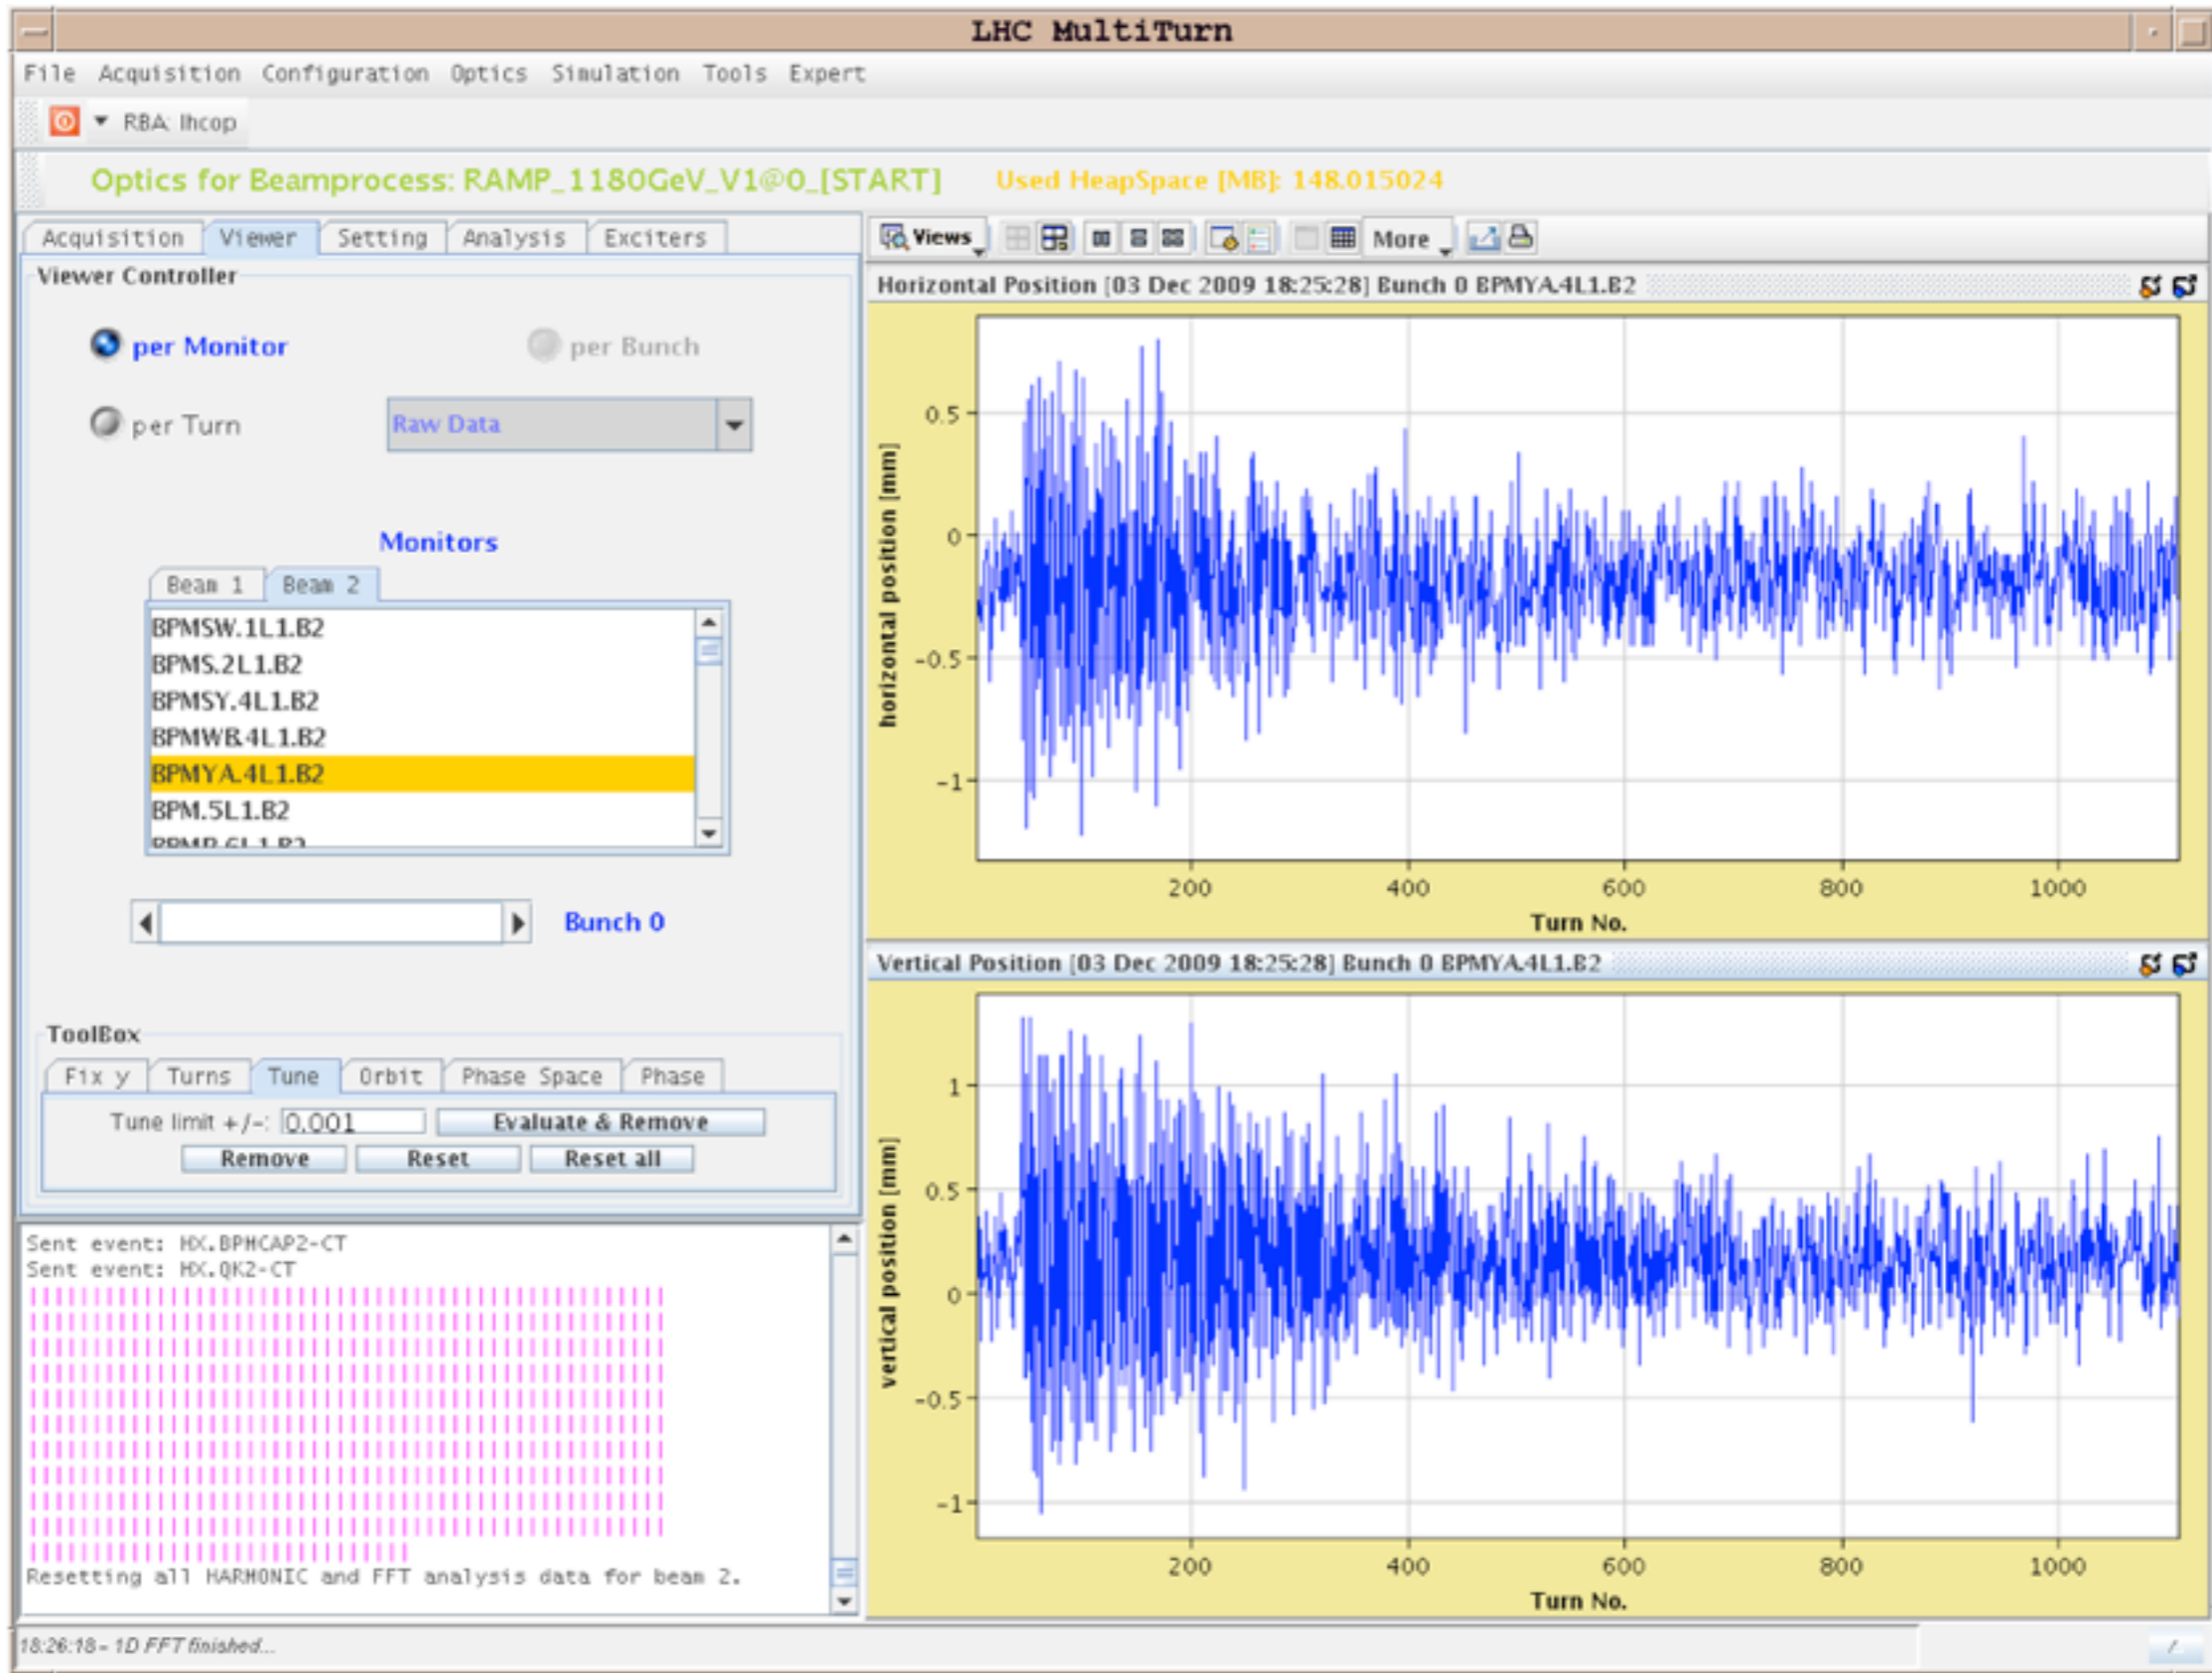 LHC MultiTurn
File Acquisition Configuration Optics Simulation Tools Expert
RBA: lhcop
Optics for Beamprocess: RAMP_1180GeV_V1@0_[START] Used HeapSpace [MB]: 148.015024
Acquisition Viewer Setting Analysis Exciters
Viewer Controller
per Monitor per Bunch
per Turn Raw Data
Monitors
Beam 1 Beam 2
BPMSW.1L1.B2
BPMS.2L1.B2
BPMSY.4L1.B2
BPMWB.4L1.B2
BPMYA.4L1.B2
BPM.5L1.B2
Bunch 0
ToolBox
Fix y Turns Tune Orbit Phase Space Phase
Tune limit +/-: 0.001 Evaluate & Remove
Remove Reset Reset all
Sent event: HX.BPMCAP2-CT
Sent event: HX.QK2-CT
Resetting all HARMONIC and FFT analysis data for beam 2.
Views More
Horizontal Position [03 Dec 2009 18:25:28] Bunch 0 BPMYA.4L1.B2
horizontal position [mm]
0.5
0
-0.5
-1
200 400 600 800 1000
Turn No.
Vertical Position [03 Dec 2009 18:25:28] Bunch 0 BPMYA.4L1.B2
vertical position [mm]
1
0.5
0
-0.5
-1
200 400 600 800 1000
Turn No.
18:26:18 - 1D FFT finished...